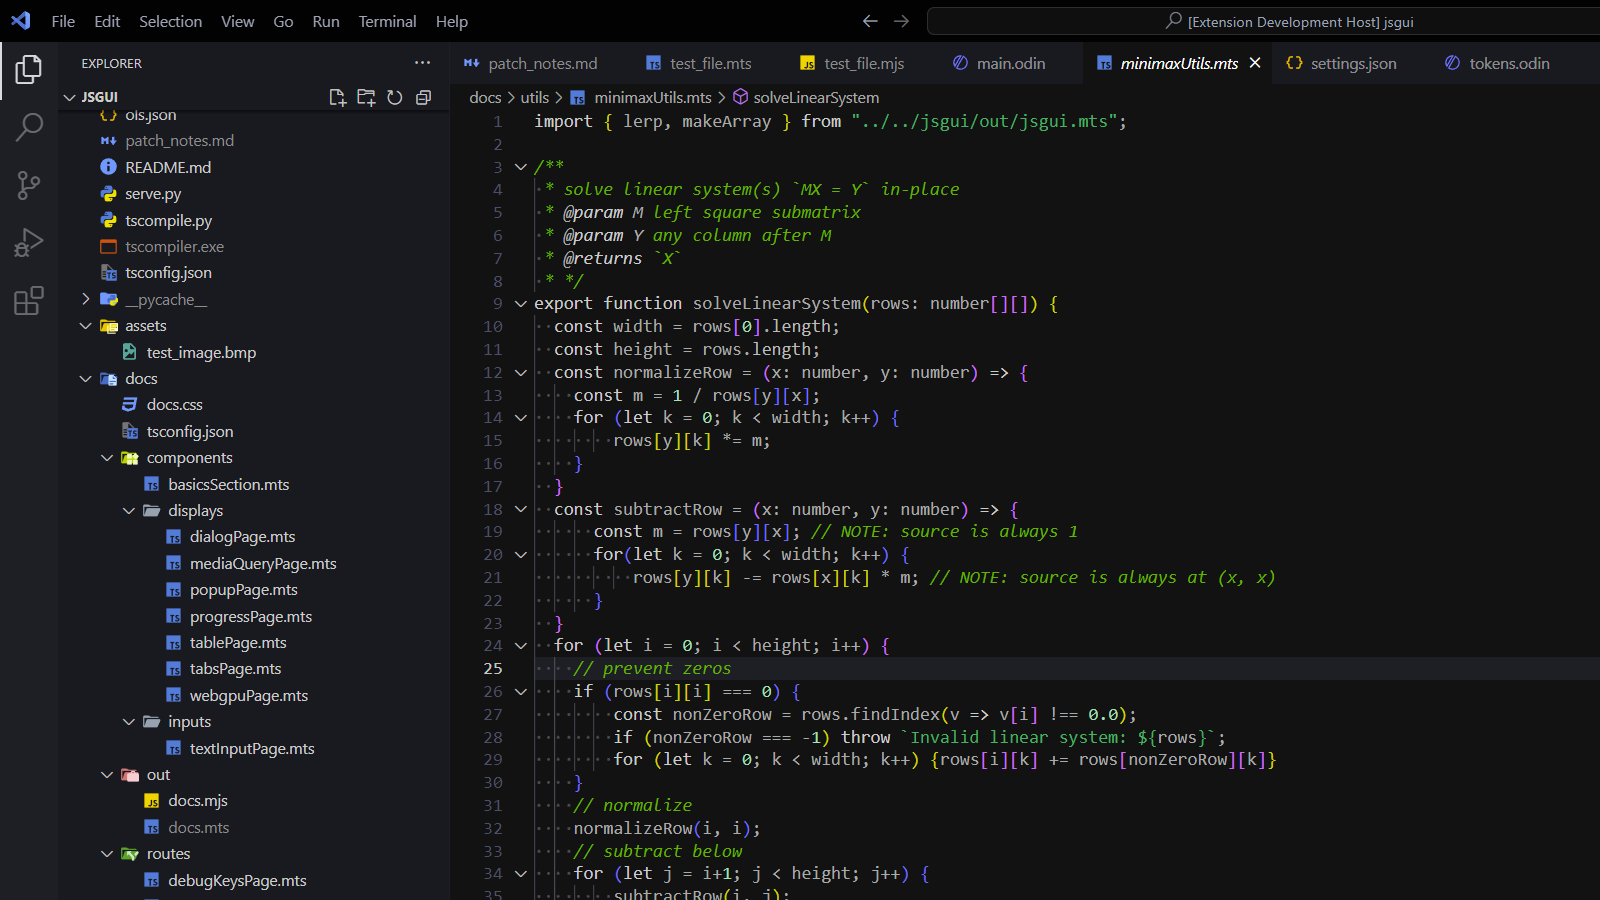 File Edit Selection View Go Run Terminal Help
[Extension Development Host] jsgui
EXPLORER
JSGUI
ols.json
patch_notes.md
README.md
serve.py
tscompile.py
tscompiler.exe
tsconfig.json
__pycache__
assets
test_image.bmp
docs
docs.css
tsconfig.json
components
basicsSection.mts
displays
dialogPage.mts
mediaQueryPage.mts
popupPage.mts
progressPage.mts
tablePage.mts
tabsPage.mts
webgpuPage.mts
inputs
textInputPage.mts
out
docs.mjs
docs.mts
routes
debugKeysPage.mts
patch_notes.md test_file.mts test_file.mjs main.odin minimaxUtils.mts settings.json tokens.odin
docs > utils > minimaxUtils.mts > solveLinearSystem
1 import { lerp, makeArray } from "../../jsgui/out/jsgui.mts";
2
3 /**
4 * solve linear system(s) `MX = Y` in-place
5 * @param M left square submatrix
6 * @param Y any column after M
7 * @returns `X`
8 * */
9 export function solveLinearSystem(rows: number[][]) {
10 const width = rows[0].length;
11 const height = rows.length;
12 const normalizeRow = (x: number, y: number) => {
13 const m = 1 / rows[y][x];
14 for (let k = 0; k < width; k++) {
15 rows[y][k] *= m;
16 }
17 }
18 const subtractRow = (x: number, y: number) => {
19 const m = rows[y][x]; // NOTE: source is always 1
20 for(let k = 0; k < width; k++) {
21 rows[y][k] -= rows[x][k] * m; // NOTE: source is always at (x, x)
22 }
23 }
24 for (let i = 0; i < height; i++) {
25 // prevent zeros
26 if (rows[i][i] === 0) {
27 const nonZeroRow = rows.findIndex(v => v[i] !== 0.0);
28 if (nonZeroRow === -1) throw `Invalid linear system: ${rows}`;
29 for (let k = 0; k < width; k++) {rows[i][k] += rows[nonZeroRow][k]}
30 }
31 // normalize
32 normalizeRow(i, i);
33 // subtract below
34 for (let j = i+1; j < height; j++) {
35 subtractRow(i, j);